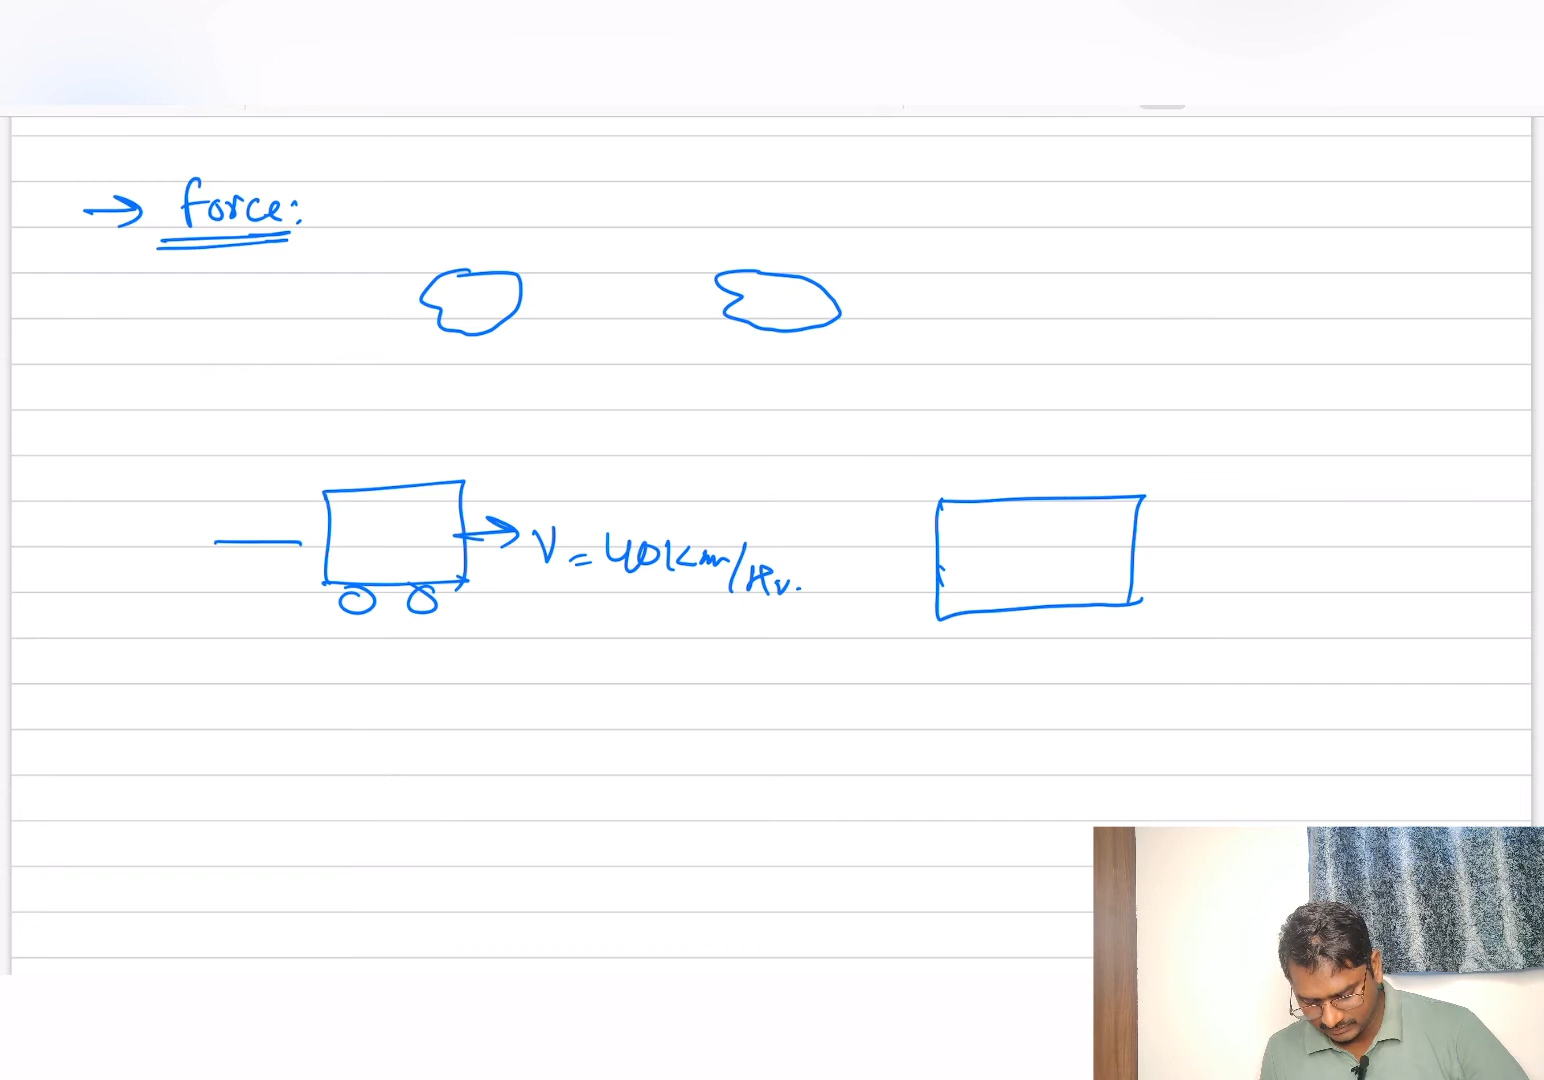 → force:
V = 40km/Hr.